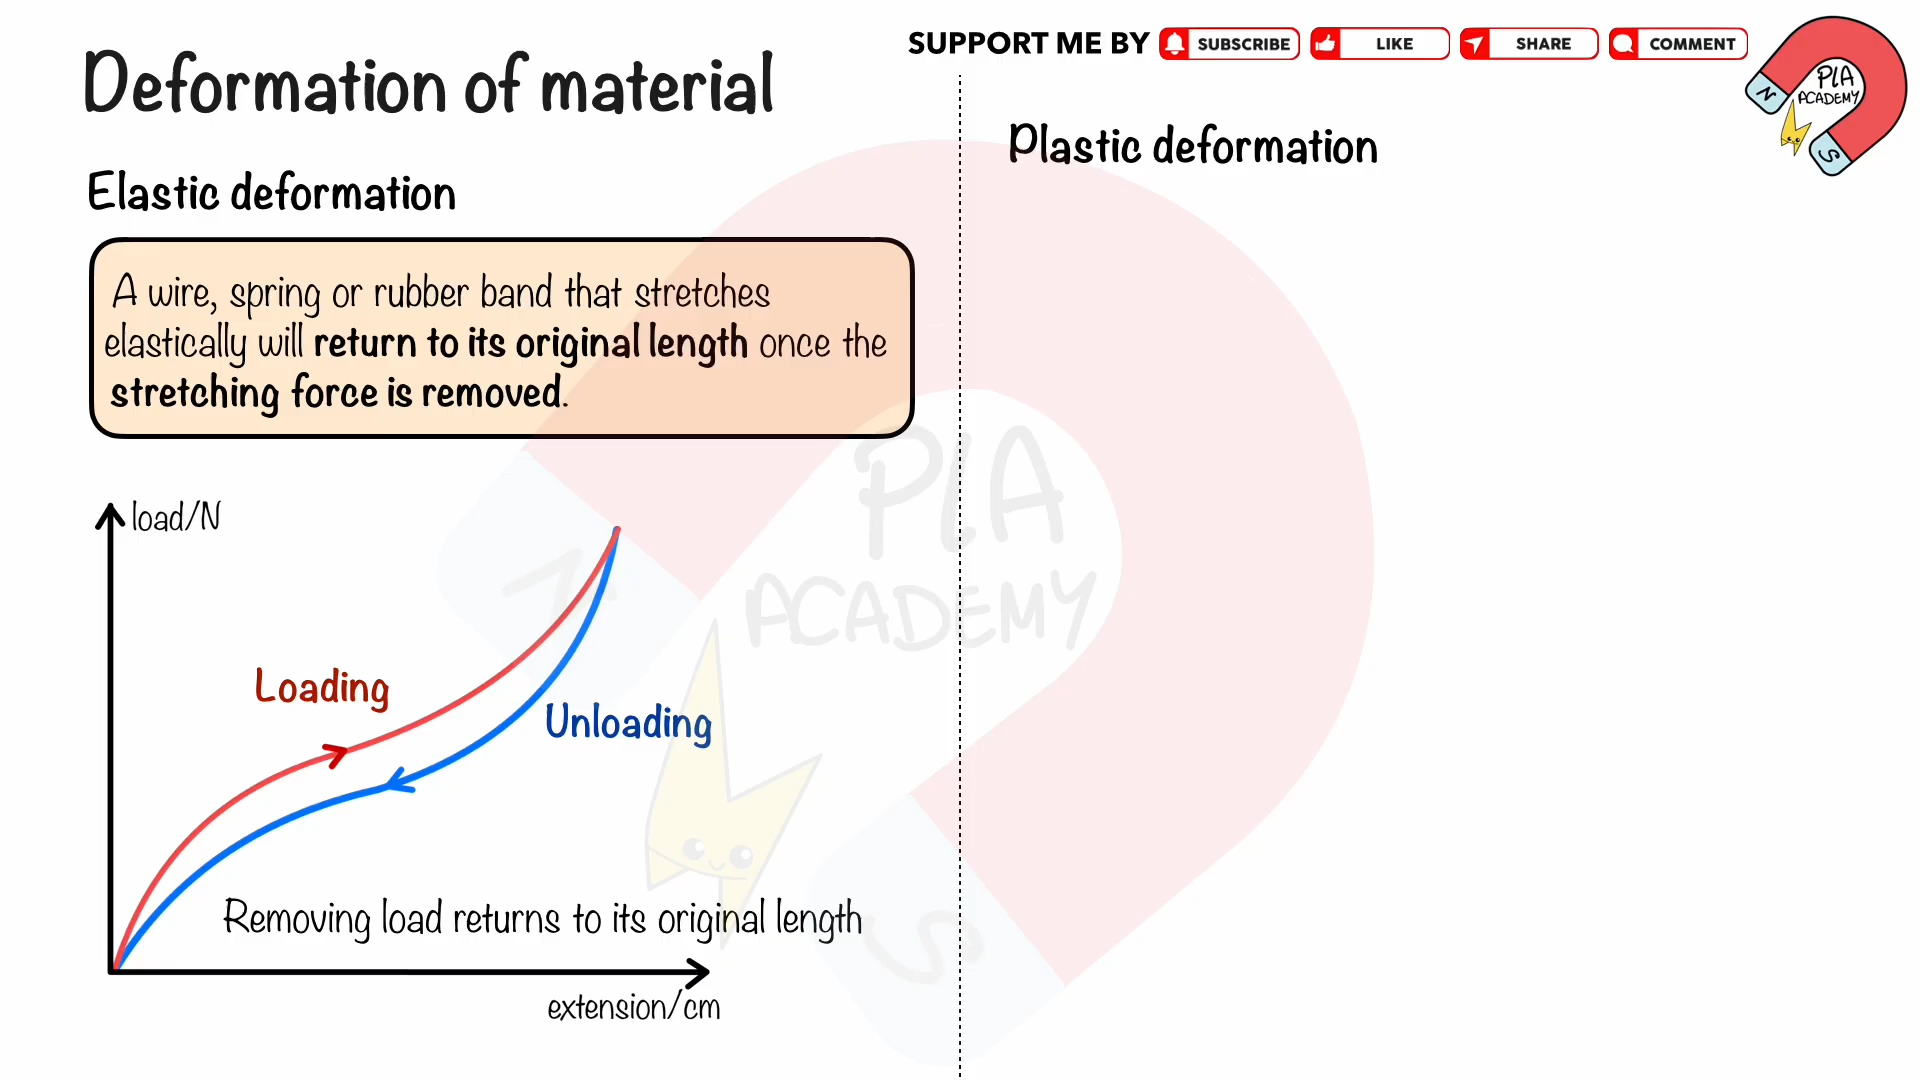 SUPPORT ME BY
SUBSCRIBE
LIKE
SHARE
COMMENT
PLA
ACADEMY
N
S
Deformation of material
Elastic deformation
A wire, spring or rubber band that stretches
elastically will return to its original length once the
stretching force is removed.
load/N
Loading
Unloading
Removing load returns to its original length
extension/cm
Plastic deformation
PLA
ACADEMY
N
S